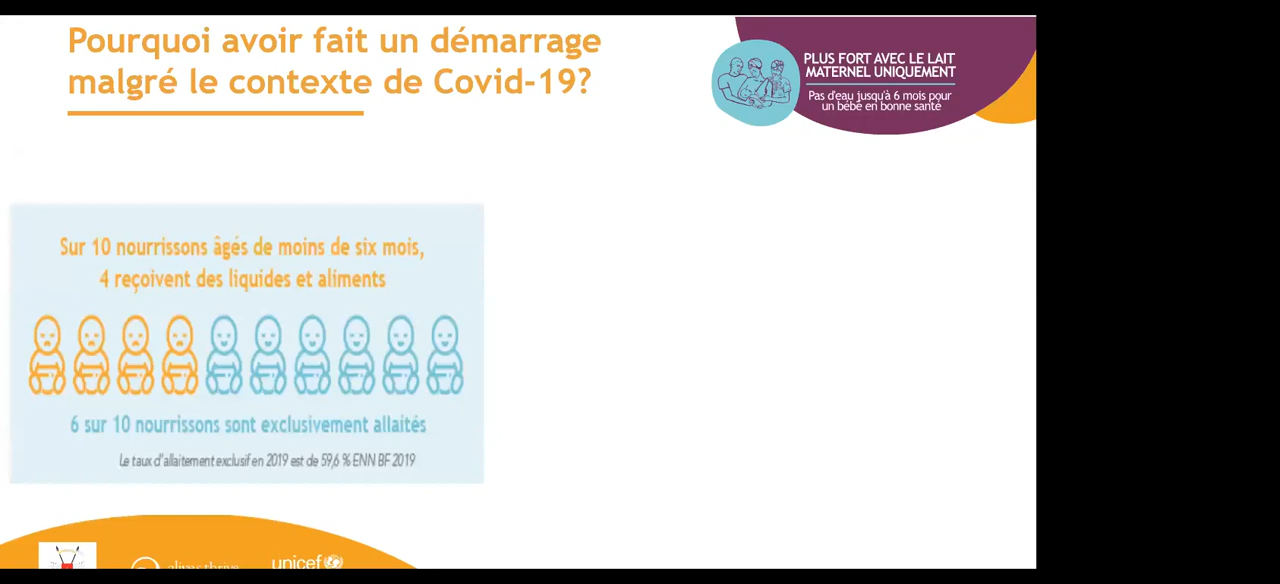 Pourquoi avoir fait un démarrage
malgré le contexte de Covid-19?
PLUS FORT AVEC LE LAIT
MATERNEL UNIQUEMENT
Pas d'eau jusqu'à 6 mois pour
un bébé en bonne santé
Sur 10 nourrissons âgés de moins de six mois,
4 reçoivent des liquides et aliments
6 sur 10 nourrissons sont exclusivement allaités
Le taux d'allaitement exclusif en 2019 est de 59,6 % ENN BF 2019
alive & thrive
unicef